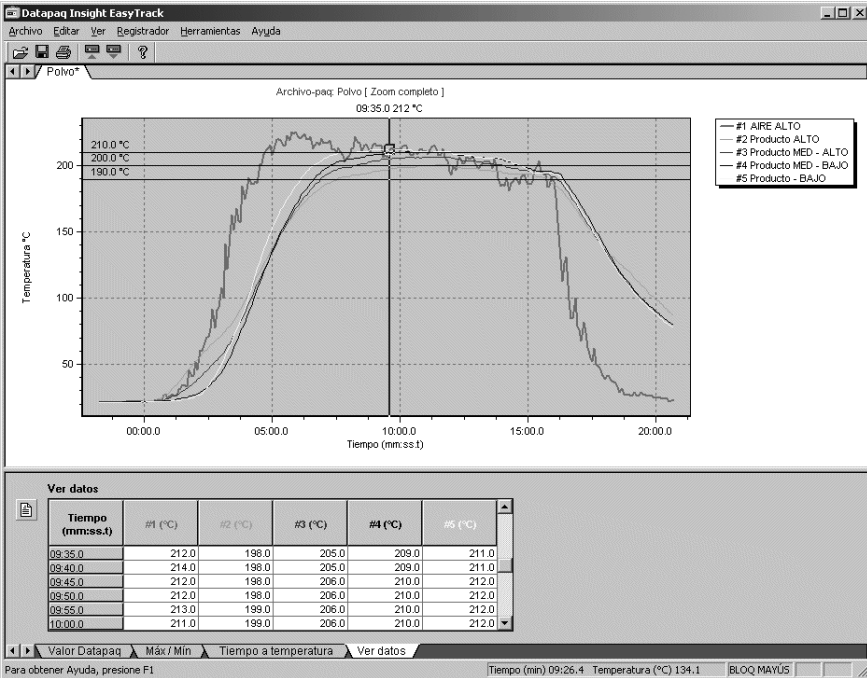 Datapaq Insight EasyTrack
Archivo Editar Ver Registrador Herramientas Ayuda
Polvo*
Archivo-paq: Polvo [ Zoom completo ]
09:35.0 212 °C
#1 AIRE ALTO
#2 Producto ALTO
#3 Producto MED - ALTO
#4 Producto MED - BAJO
#5 Producto - BAJO
210.0 °C
200.0 °C
190.0 °C
200
150
100
50
Temperatura °C
00:00.0 05:00.0 10:00.0 15:00.0 20:00.0
Tiempo (mm:ss.t)
Ver datos
Tiempo (mm:ss.t) #1 (°C) #2 (°C) #3 (°C) #4 (°C) #5 (°C)
09:35.0 212.0 198.0 205.0 209.0 211.0
09:40.0 214.0 198.0 205.0 209.0 211.0
09:45.0 212.0 198.0 206.0 210.0 212.0
09:50.0 212.0 198.0 206.0 210.0 212.0
09:55.0 213.0 199.0 206.0 210.0 212.0
10:00.0 211.0 199.0 206.0 210.0 212.0
Valor Datapaq Máx / Mín Tiempo a temperatura Ver datos
Para obtener Ayuda, presione F1 Tiempo (min) 09:26.4 Temperatura (°C) 134.1 BLOQ MAYÚS